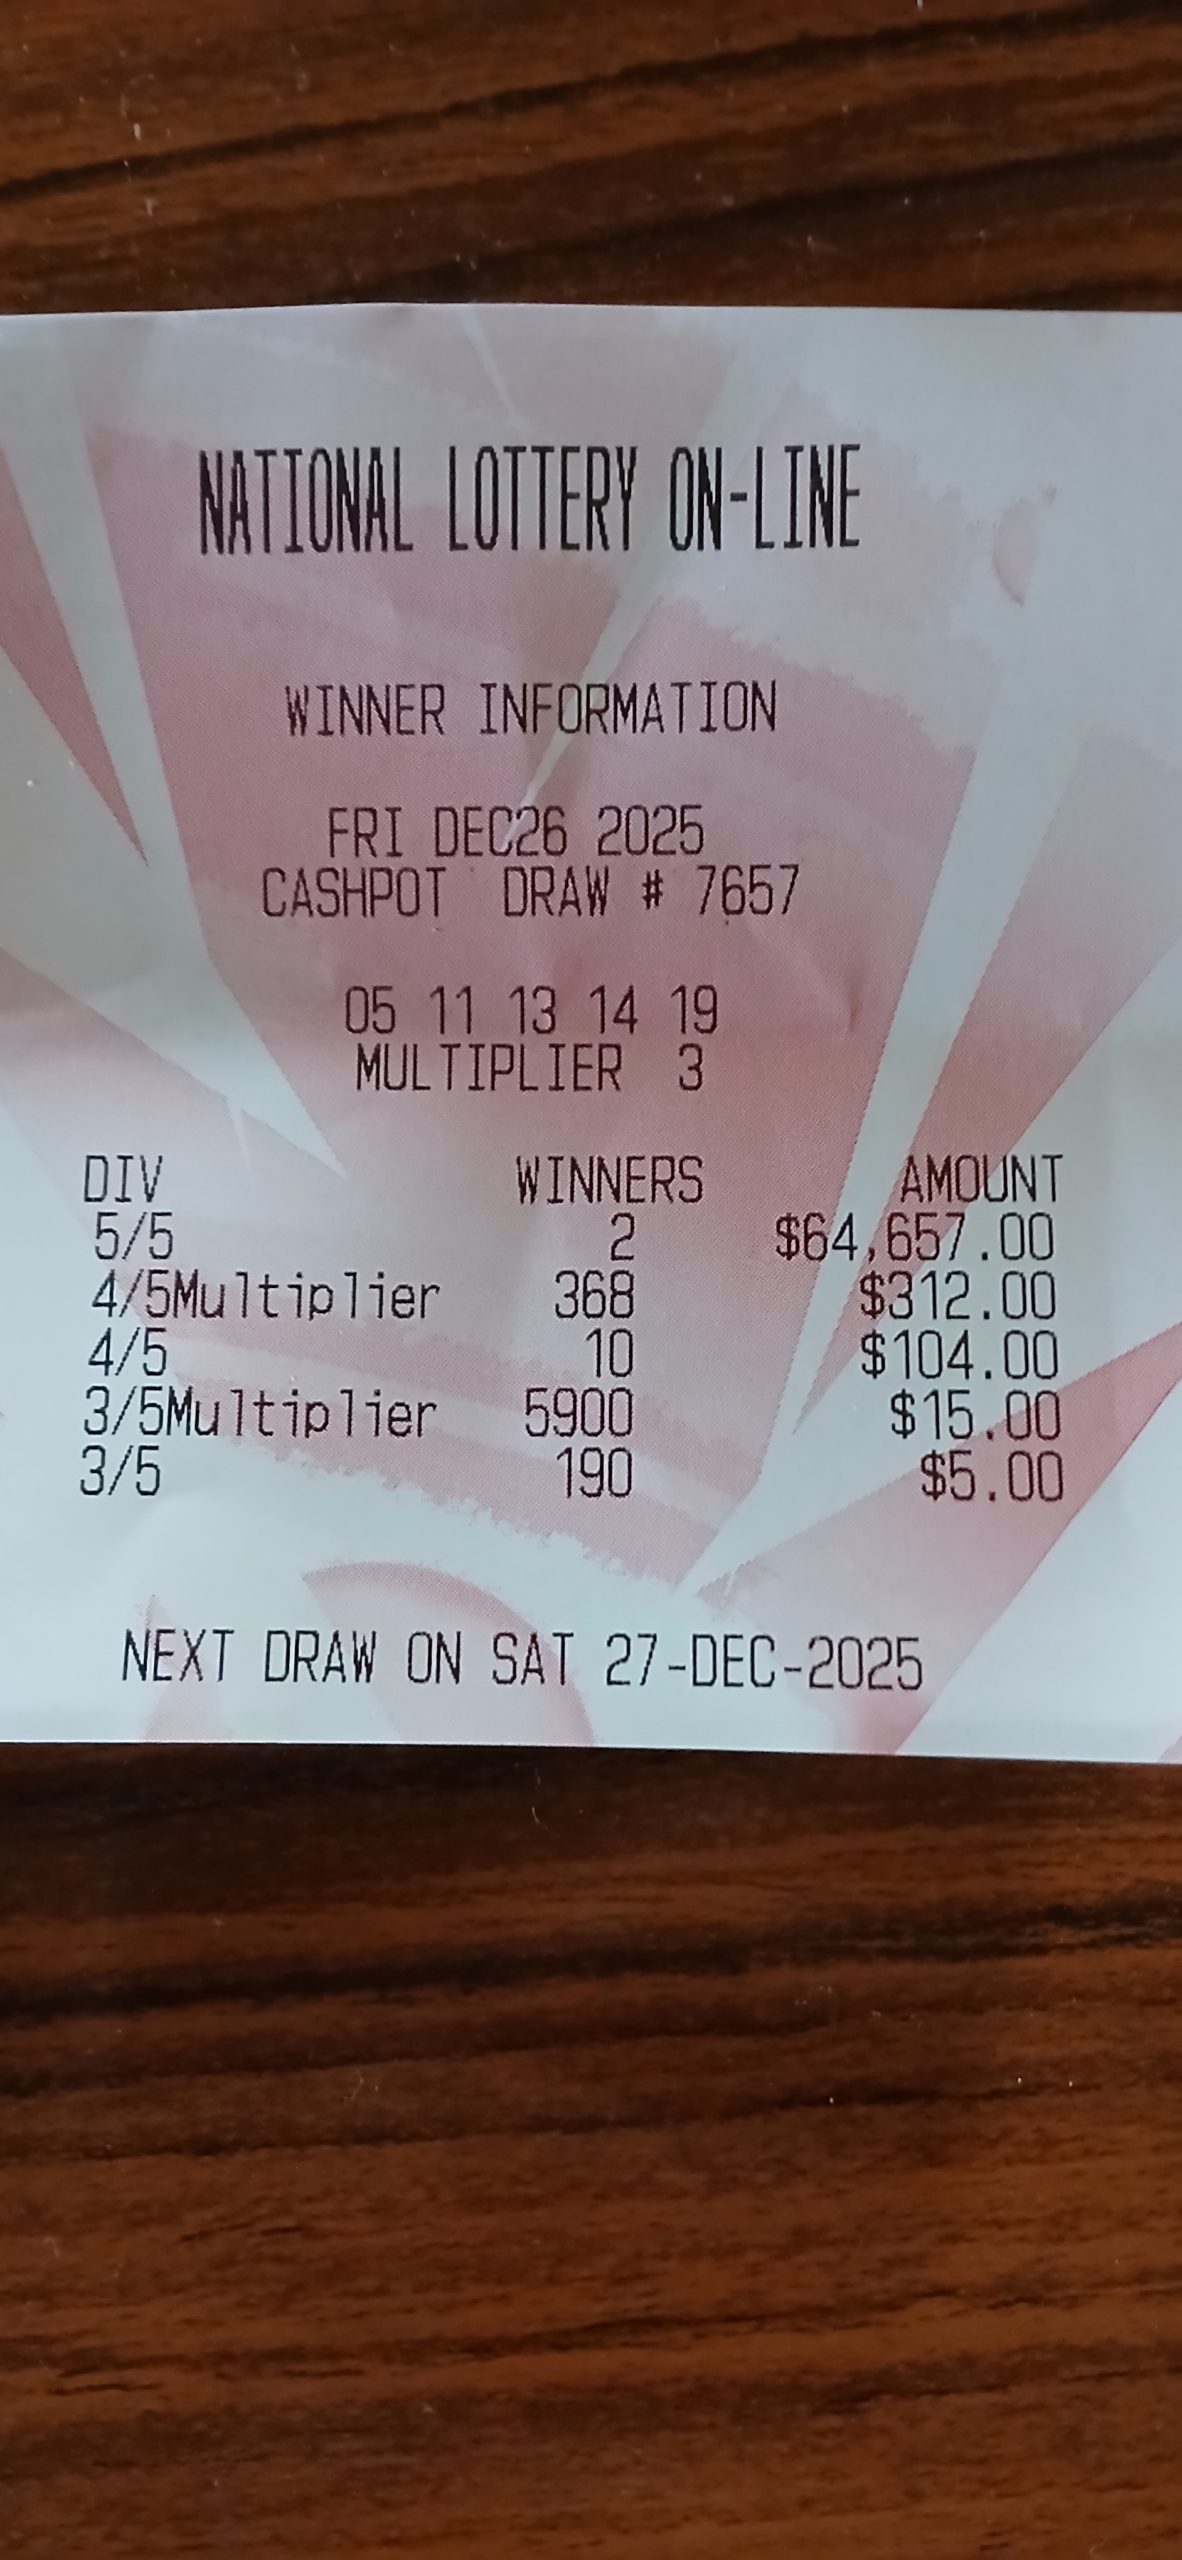 NATIONAL LOTTERY ON-LINE
WINNER INFORMATION
FRI DEC26 2025
CASHPOT DRAW # 7657
05 11 13 14 19
MULTIPLIER 3
DIV WINNERS AMOUNT
5/5 2 $64,657.00
4/5Multiplier 368 $312.00
4/5 10 $104.00
3/5Multiplier 5900 $15.00
3/5 190 $5.00
NEXT DRAW ON SAT 27-DEC-2025